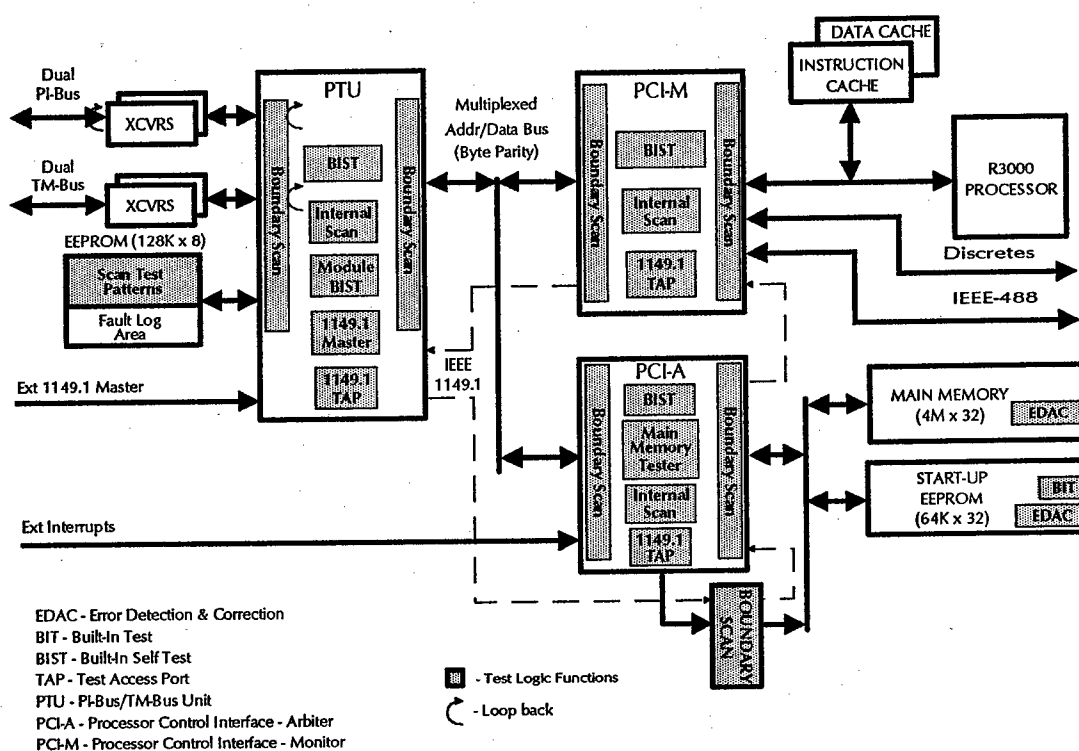 DATA CACHE
INSTRUCTION
CACHE
Dual
PI-Bus
XCVRS
Dual
TM-Bus
XCVRS
EEPROM (128K x 8)
Scan Test
Patterns
Fault Log
Area
Ext 1149.1 Master
PTU
Boundary Scan
BIST
Internal
Scan
Module
BIST
1149.1
Master
1149.1
TAP
Boundary Scan
Multiplexed
Addr/Data Bus
(Byte Parity)
IEEE
1149.1
PCI-M
Boundary Scan
BIST
Internal
Scan
1149.1
TAP
Boundary Scan
R3000
PROCESSOR
Discretes
IEEE-488
PCI-A
Boundary Scan
BIST
Main
Memory
Tester
Internal
Scan
1149.1
TAP
Boundary Scan
MAIN MEMORY
(4M x 32)
EDAC
START-UP
EEPROM
(64K x 32)
BIT
EDAC
Ext Interrupts
BOUNDARY
SCAN
EDAC - Error Detection & Correction
BIT - Built-In Test
BIST - Built-In Self Test
TAP - Test Access Port
PTU - PI-Bus/TM-Bus Unit
PCI-A - Processor Control Interface - Arbiter
PCI-M - Processor Control Interface - Monitor
- Test Logic Functions
- Loop back